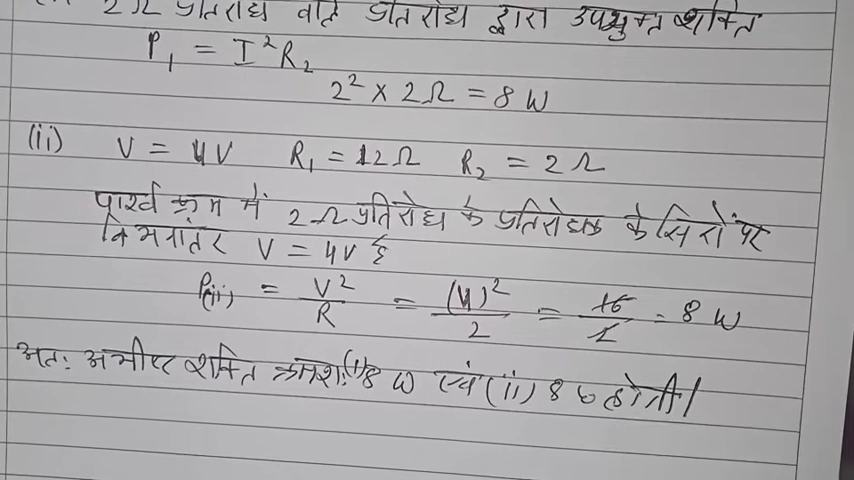 2Ω प्रतिरोध वाले प्रतिरोध द्वारा उपभुक्त शक्ति
P₁ = I²R₂
2² × 2Ω = 8 W
(ii) V = 4V R₁ = 12Ω R₂ = 2Ω
पार्श्व क्रम में 2Ω प्रतिरोध के प्रतिरोधक के सिरों पर
विभवांतर V = 4V है
P(ii) = V²/R = (4)²/2 = 16/2 = 8 W
अतः अभीष्ट शक्ति क्रमशः (i) 8 W एवं (ii) 8 W होगी।